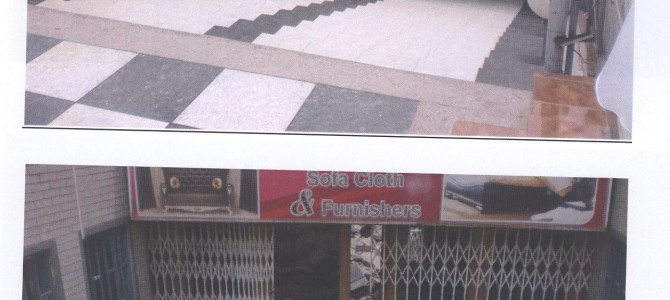 Sofa Cloth
& Furnishers